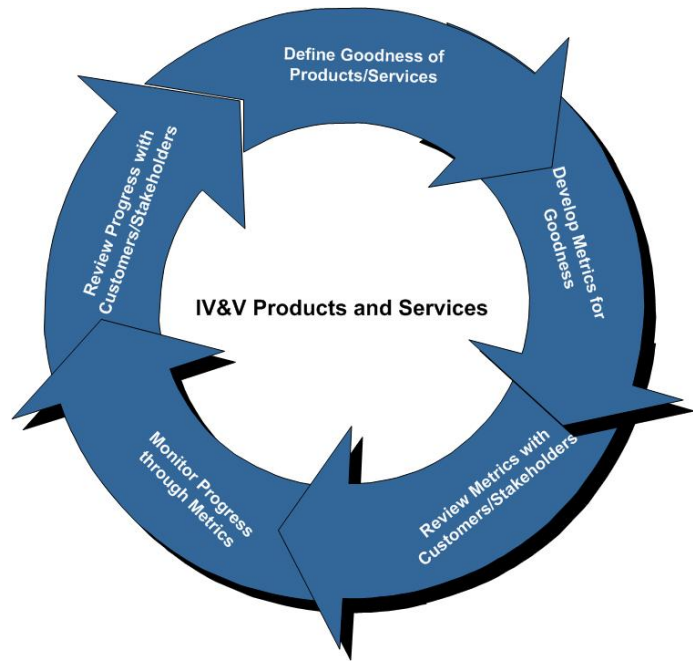 Define Goodness of
Products/Services
Develop Metrics for
Goodness
Review Metrics with
Customers/Stakeholders
Monitor Progress
through Metrics
Review Progress with
Customers/Stakeholders
IV&V Products and Services